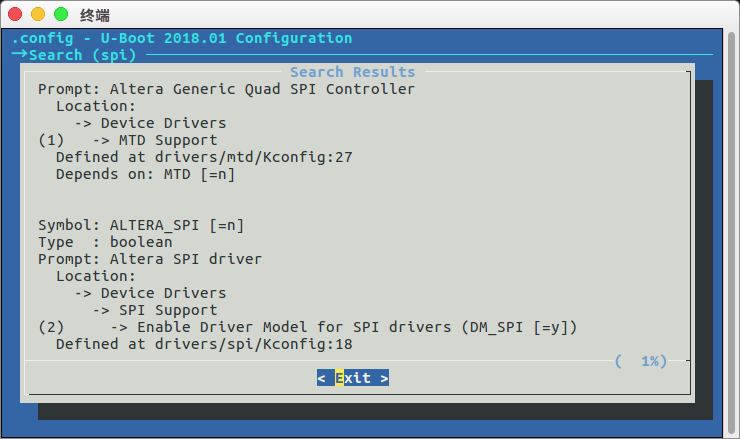 终端
.config - U-Boot 2018.01 Configuration
→Search (spi)
Search Results
Prompt: Altera Generic Quad SPI Controller
Location:
-> Device Drivers
(1) -> MTD Support
Defined at drivers/mtd/Kconfig:27
Depends on: MTD [=n]
Symbol: ALTERA_SPI [=n]
Type : boolean
Prompt: Altera SPI driver
Location:
-> Device Drivers
-> SPI Support
(2) -> Enable Driver Model for SPI drivers (DM_SPI [=y])
Defined at drivers/spi/Kconfig:18
( 1%)
< Exit >